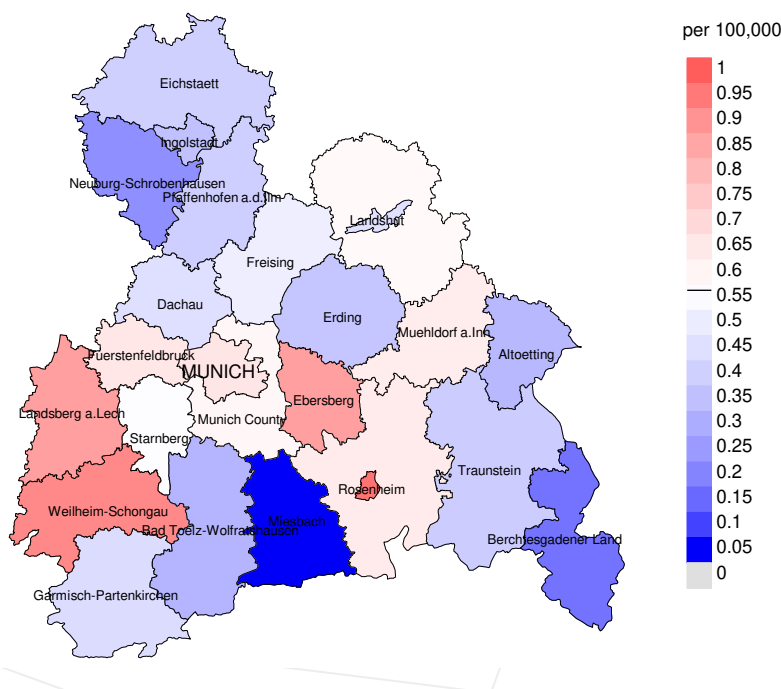 per 100,000
1
0.95
0.9
0.85
0.8
0.75
0.7
0.65
0.6
0.55
0.5
0.45
0.4
0.35
0.3
0.25
0.2
0.15
0.1
0.05
0
Eichstaett
Ingolstadt
Neuburg-Schrobenhausen
Pfaffenhofen a.d.Ilm
Landshut
Freising
Dachau
Erding
Muehldorf a.Inn
Altoetting
Fuerstenfeldbruck
MUNICH
Ebersberg
Landsberg a.Lech
Munich County
Starnberg
Traunstein
Rosenheim
Weilheim-Schongau
Miesbach
Bad Toelz-Wolfratshausen
Berchtesgadener Land
Garmisch-Partenkirchen